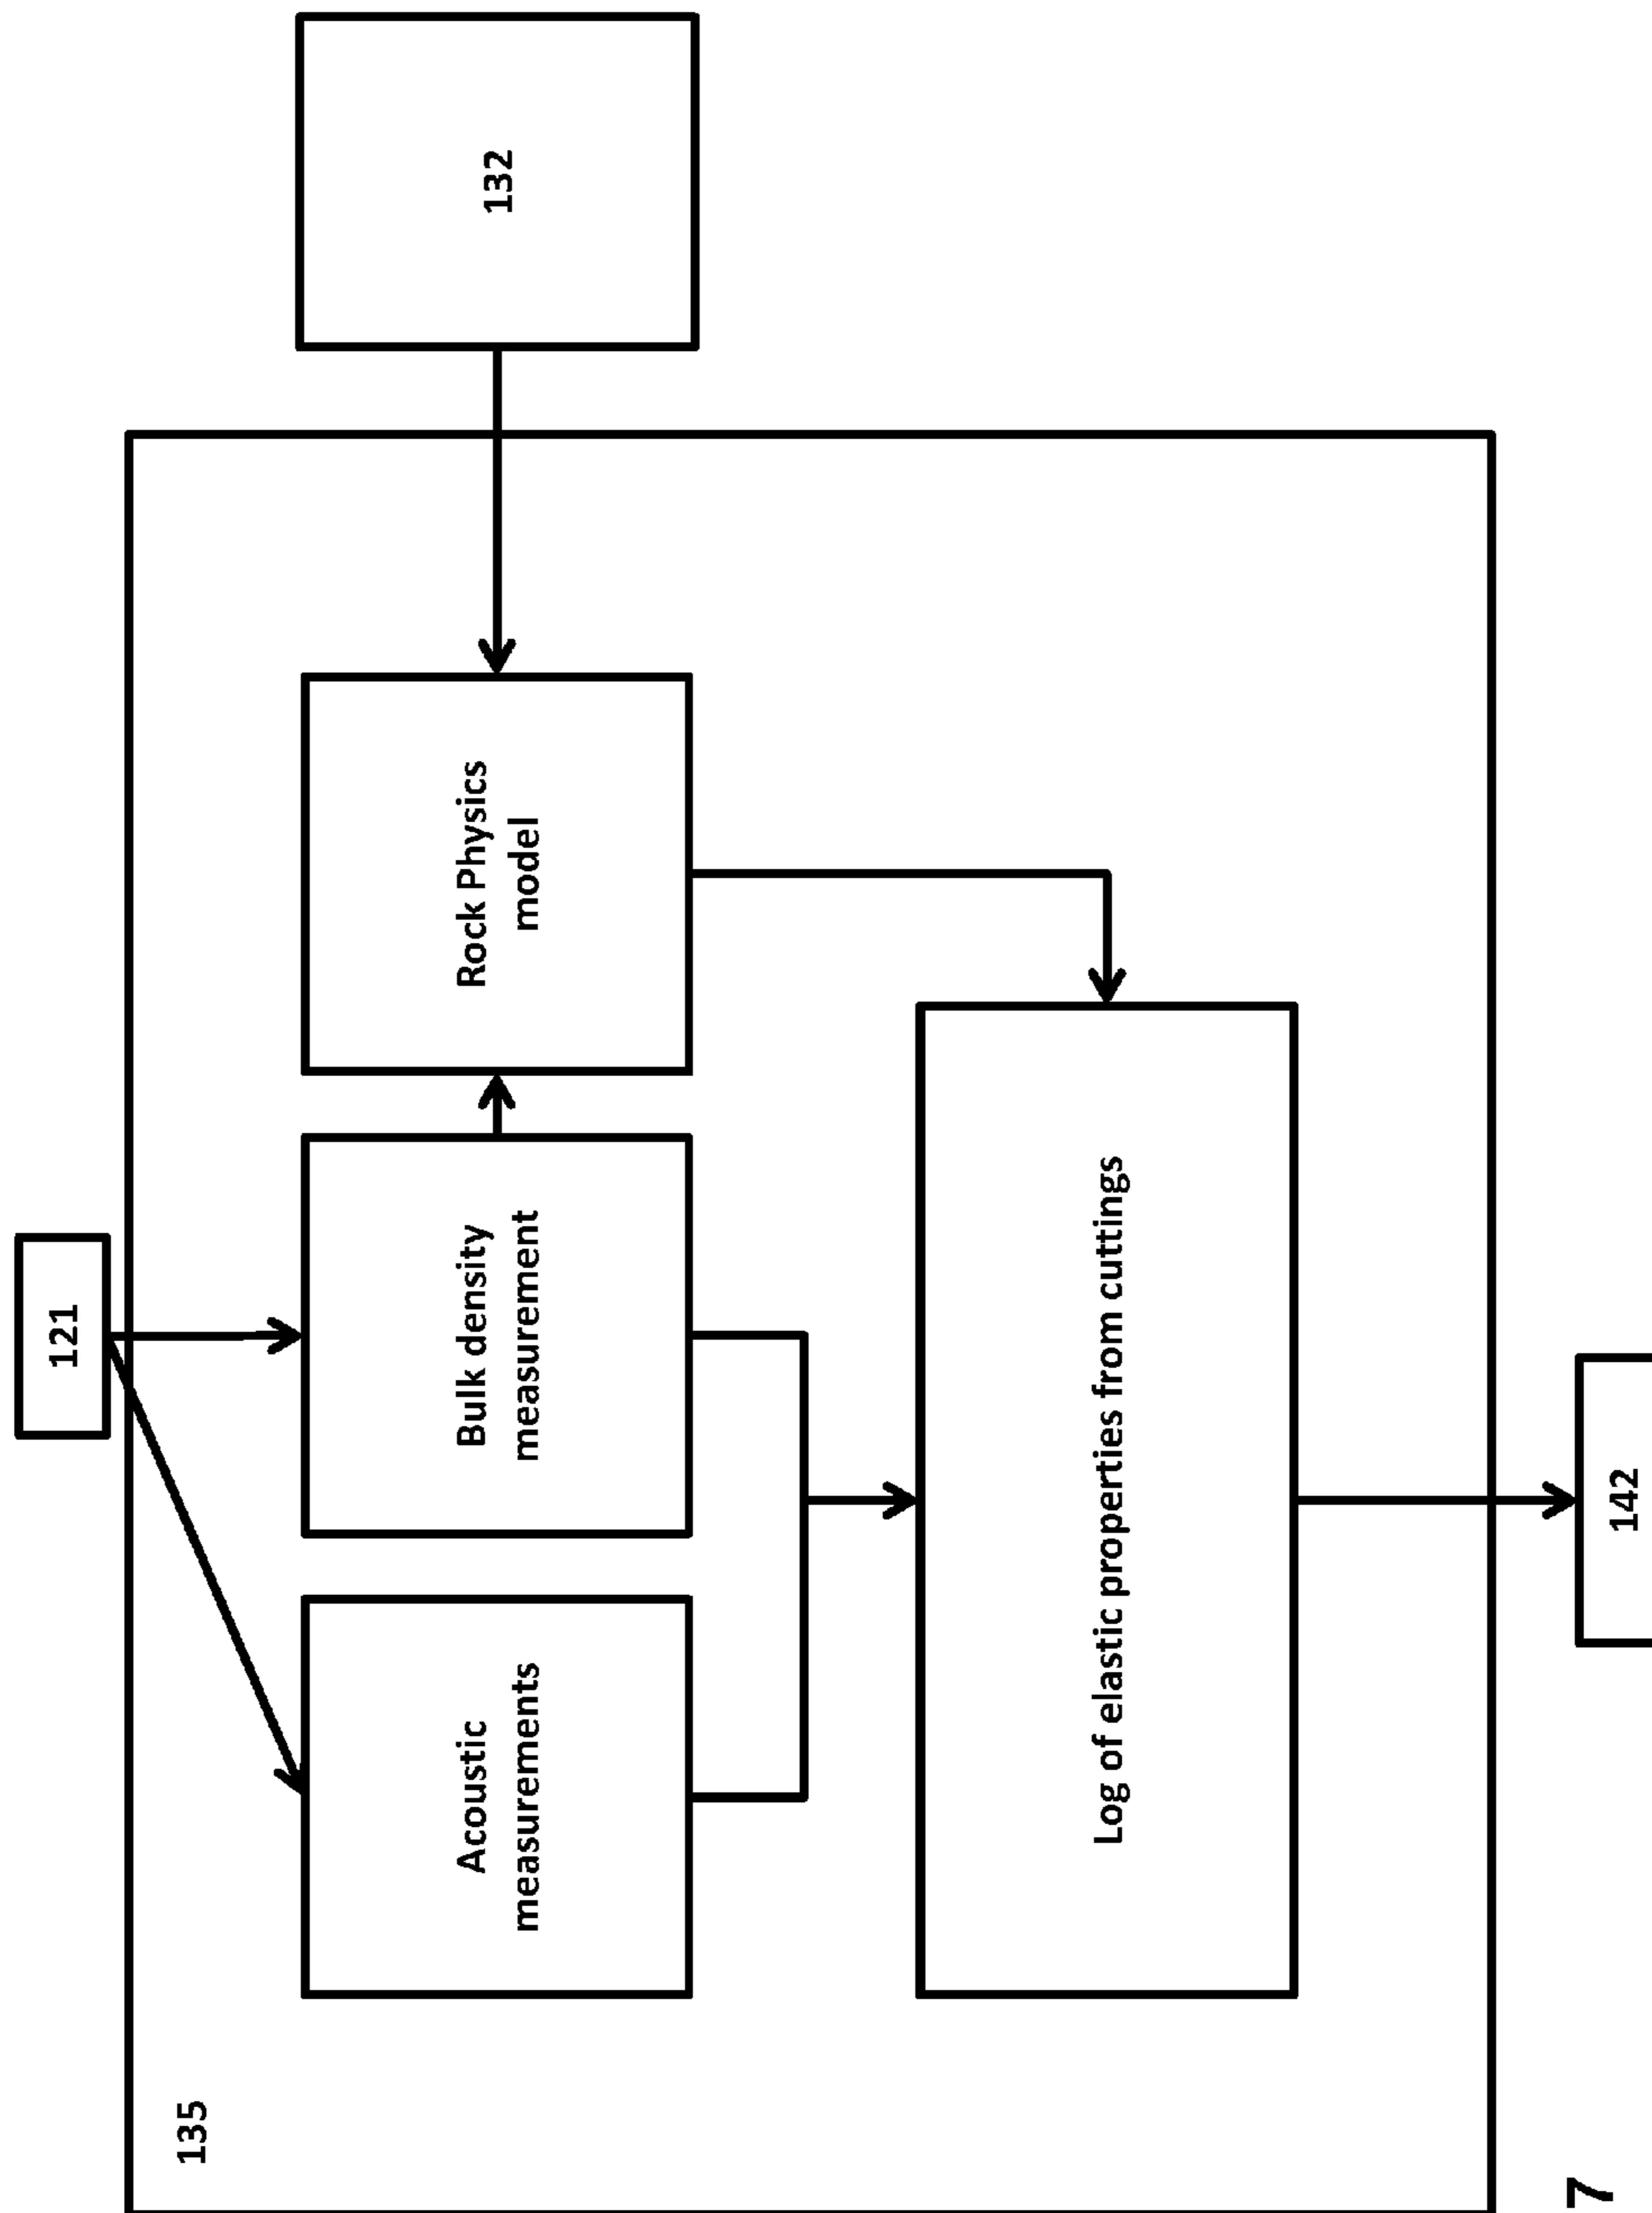 121
135
Acoustic
measurements
Bulk density
measurement
Rock Physics
model
132
Log of elastic properties from cuttings
142
7